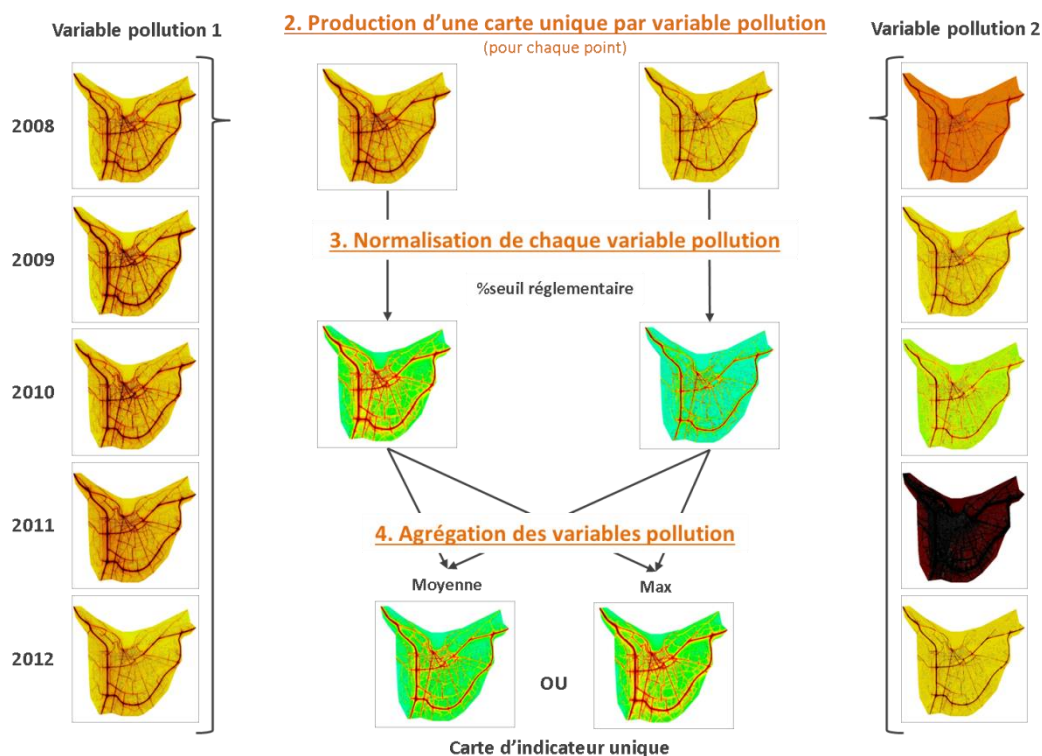 Variable pollution 1
2. Production d’une carte unique par variable pollution
(pour chaque point)
Variable pollution 2
2008
2009
2010
2011
2012
3. Normalisation de chaque variable pollution
%seuil réglementaire
4. Agrégation des variables pollution
Moyenne
Max
OU
Carte d’indicateur unique